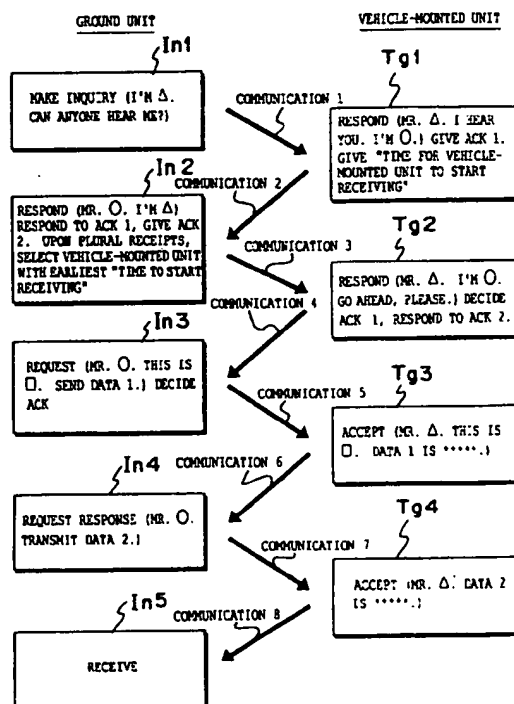 GROUND UNIT
VEHICLE-MOUNTED UNIT
In1
MAKE INQUIRY (I'M Δ.
CAN ANYONE HEAR ME?)
COMMUNICATION 1
Tg1
RESPOND (MR. Δ. I HEAR
YOU. I'M O.) GIVE ACK 1.
GIVE "TIME FOR VEHICLE-
MOUNTED UNIT TO START
RECEIVING"
COMMUNICATION 2
In2
RESPOND (MR. O. I'M Δ)
RESPOND TO ACK 1, GIVE ACK
2. UPON PLURAL RECEIPTS,
SELECT VEHICLE-MOUNTED UNIT
WITH EARLIEST "TIME TO START
RECEIVING"
COMMUNICATION 3
Tg2
RESPOND (MR. Δ. I'M O.
GO AHEAD, PLEASE.) DECIDE
ACK 1, RESPOND TO ACK 2.
COMMUNICATION 4
In3
REQUEST (MR. O. THIS IS
□. SEND DATA 1.) DECIDE
ACK
COMMUNICATION 5
Tg3
ACCEPT (MR. Δ. THIS IS
□. DATA 1 IS *****.)
COMMUNICATION 6
In4
REQUEST RESPONSE (MR. O.
TRANSMIT DATA 2.)
COMMUNICATION 7
Tg4
ACCEPT (MR. Δ. DATA 2
IS *****.)
COMMUNICATION 8
In5
RECEIVE